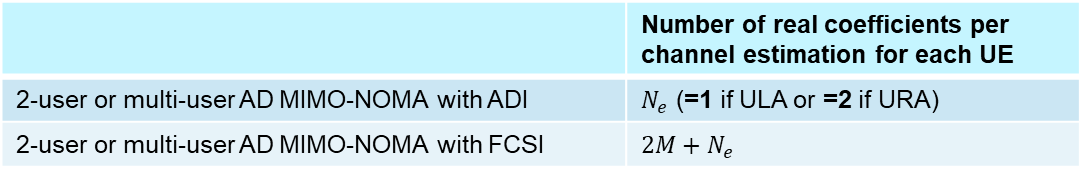 Number of real coefficients per
channel estimation for each UE
2-user or multi-user AD MIMO-NOMA with ADI
Nₑ (=1 if ULA or =2 if URA)
2-user or multi-user AD MIMO-NOMA with FCSI
2M + Nₑ